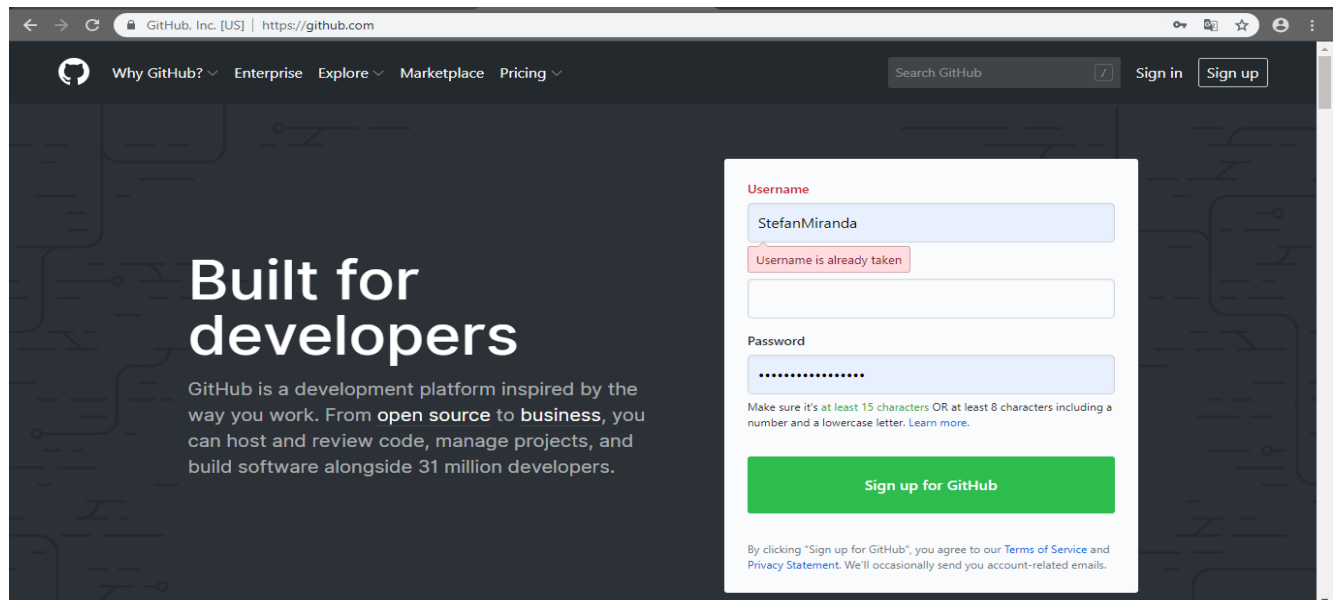 GitHub, Inc. [US] | https://github.com
Why GitHub? Enterprise Explore Marketplace Pricing Search GitHub / Sign in Sign up
Built for
developers
GitHub is a development platform inspired by the
way you work. From open source to business, you
can host and review code, manage projects, and
build software alongside 31 million developers.
Username
StefanMiranda
Username is already taken
Password
•••••••••••••••••
Make sure it's at least 15 characters OR at least 8 characters including a
number and a lowercase letter. Learn more.
Sign up for GitHub
By clicking "Sign up for GitHub", you agree to our Terms of Service and
Privacy Statement. We'll occasionally send you account-related emails.